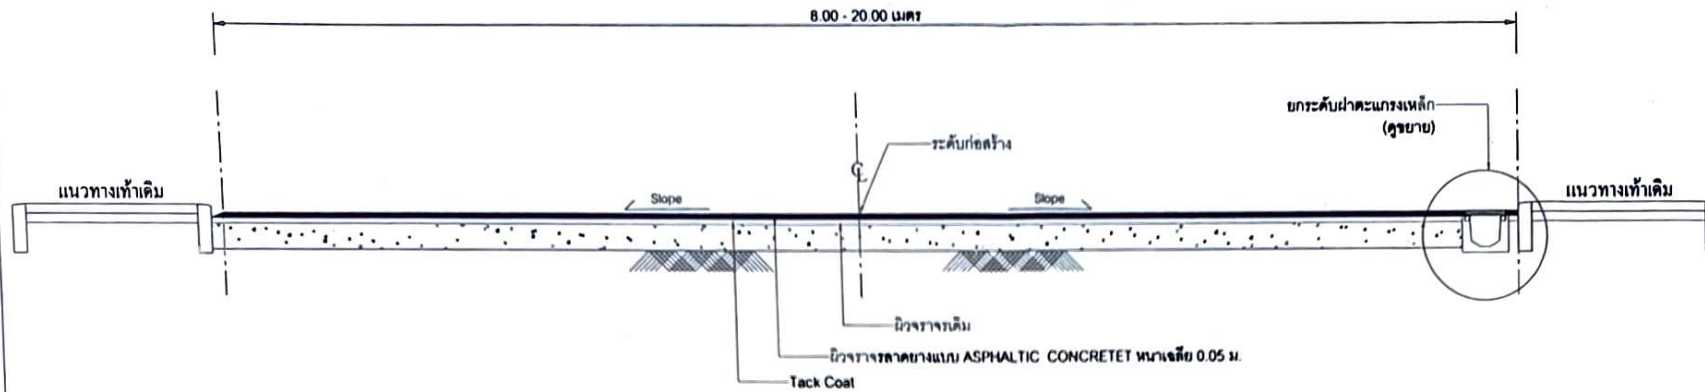 8.00 - 20.00 เมตร
ยกระดับฝาตะแกรงเหล็ก
(ดูขยาย)
ระดับก่อสร้าง
แนวทางเท้าเดิม
Slope
Slope
แนวทางเท้าเดิม
ผิวจราจรเดิม
ผิวจราจรลาดยางแบบ ASPHALTIC CONCRETET หนาเฉลี่ย 0.05 ม.
Tack Coat